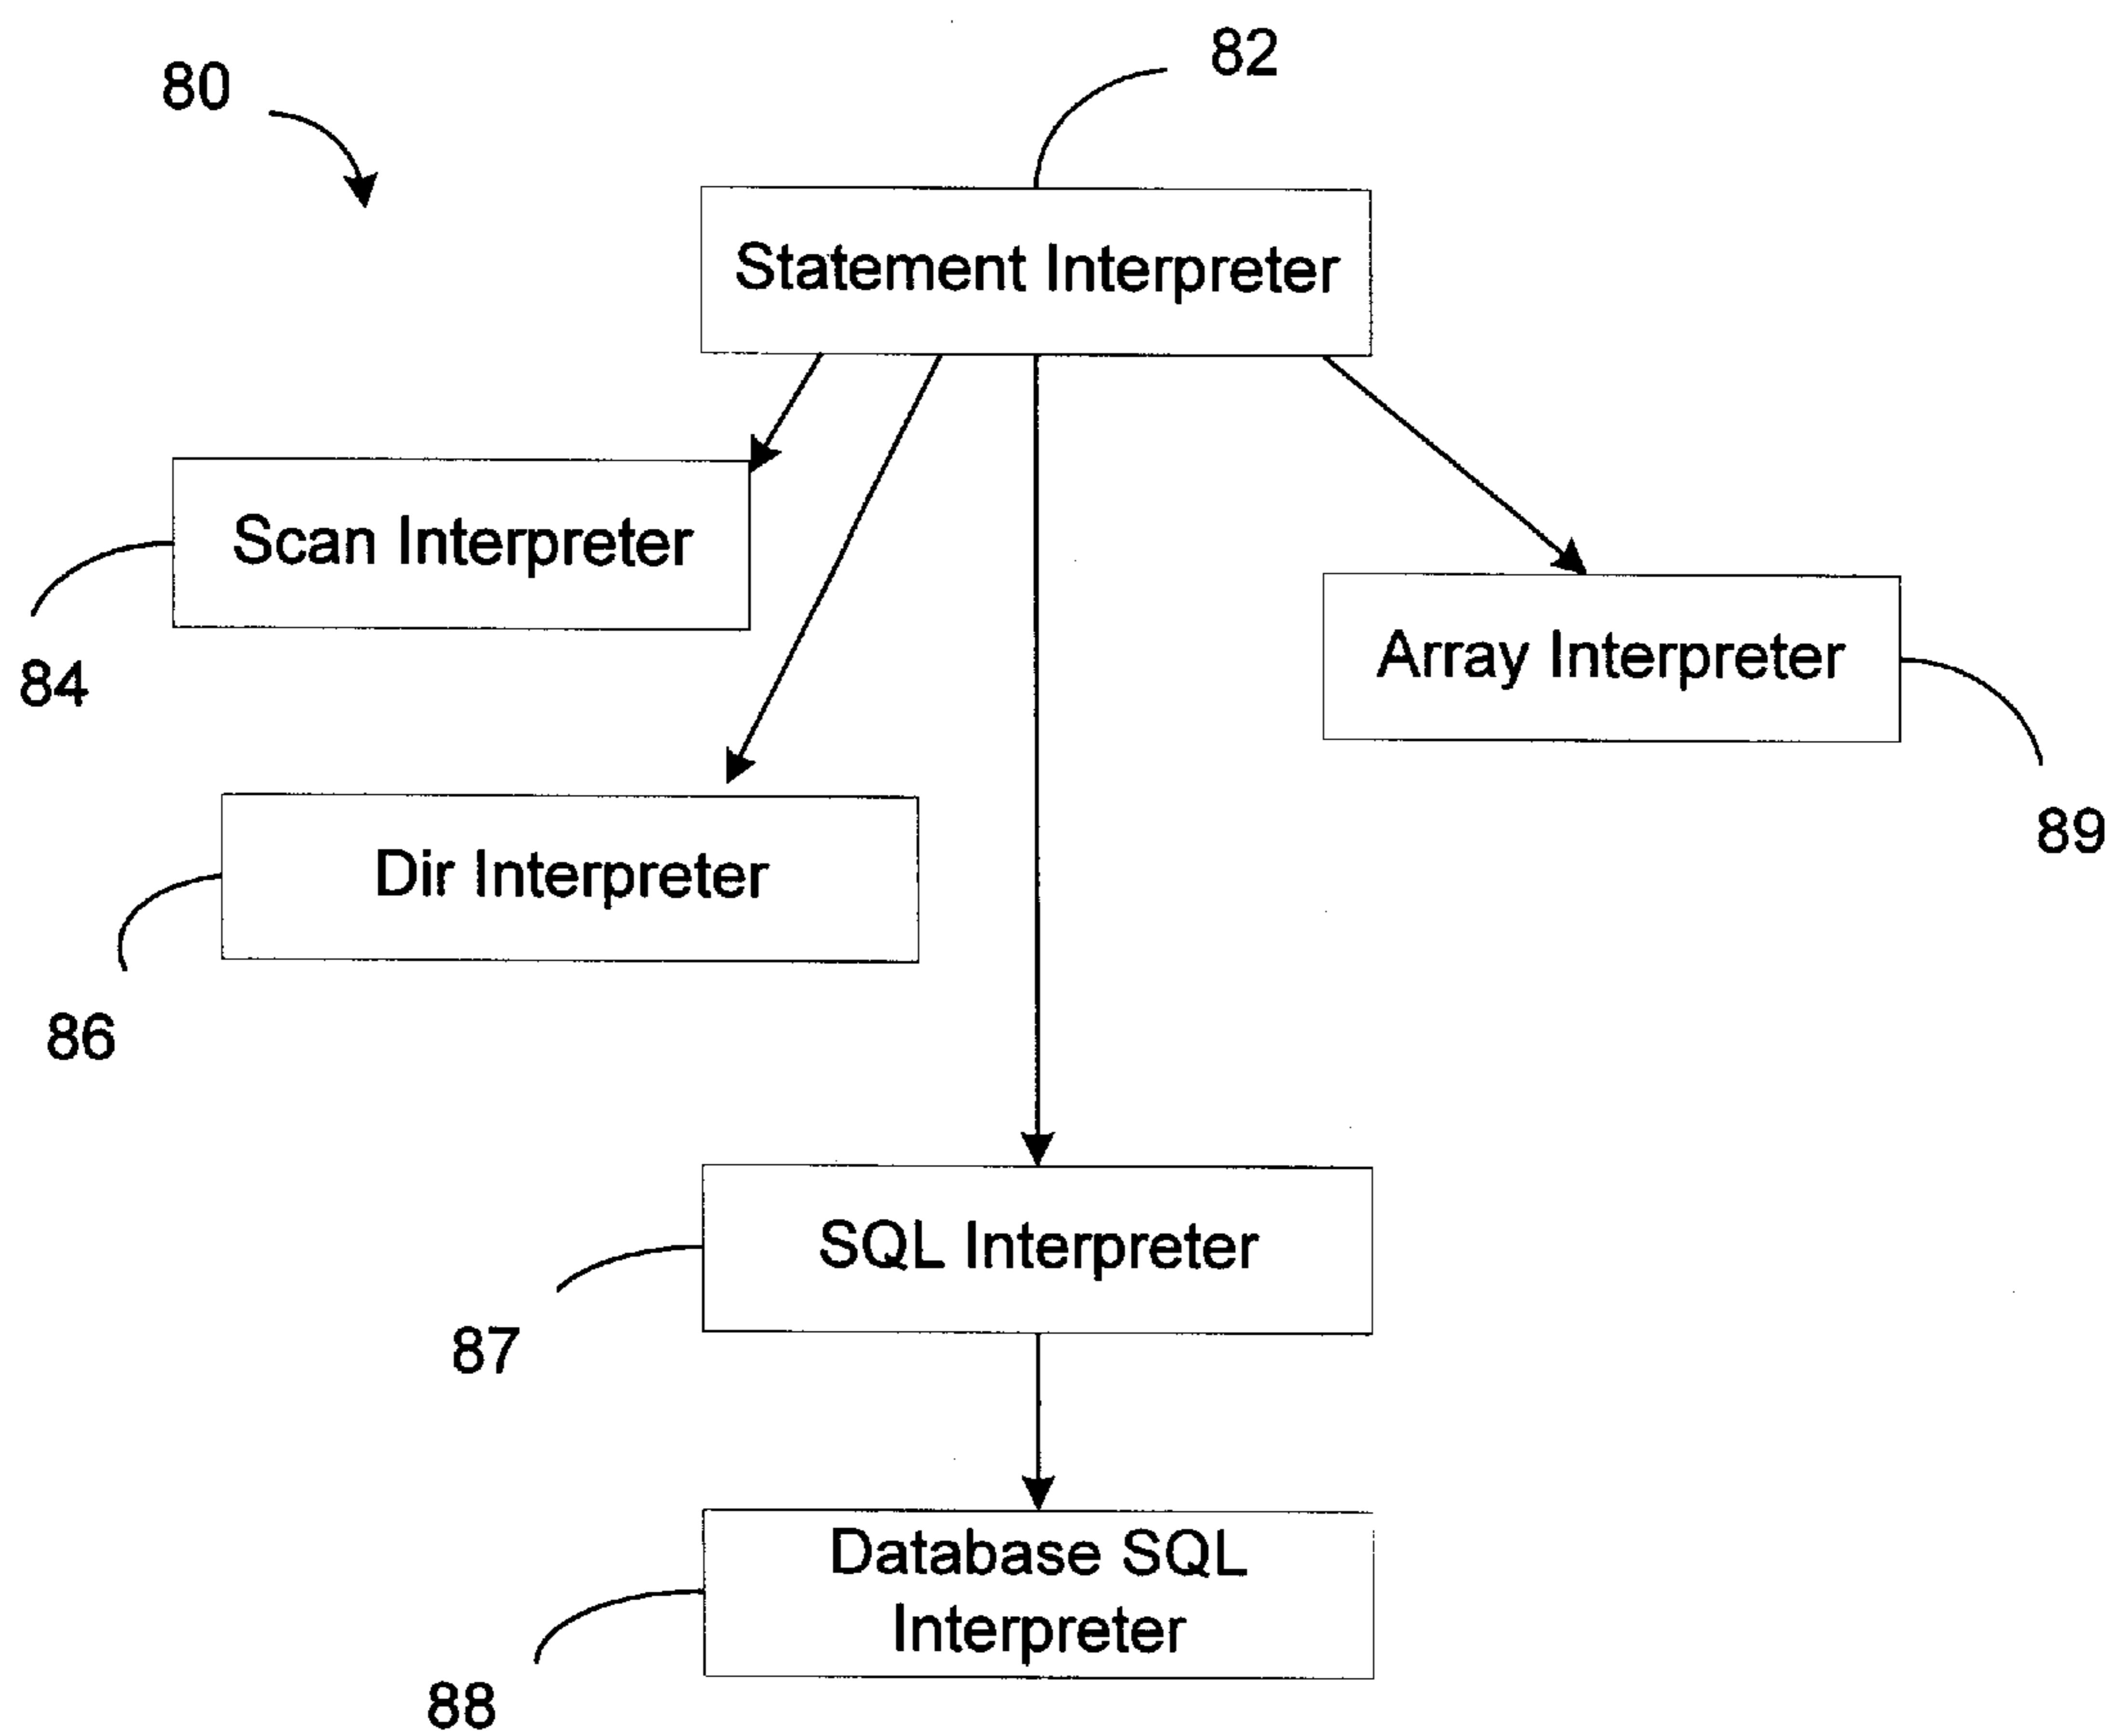 82
80
Statement Interpreter
Scan Interpreter
84
Array Interpreter
89
Dir Interpreter
86
SQL Interpreter
87
Database SQL
Interpreter
88